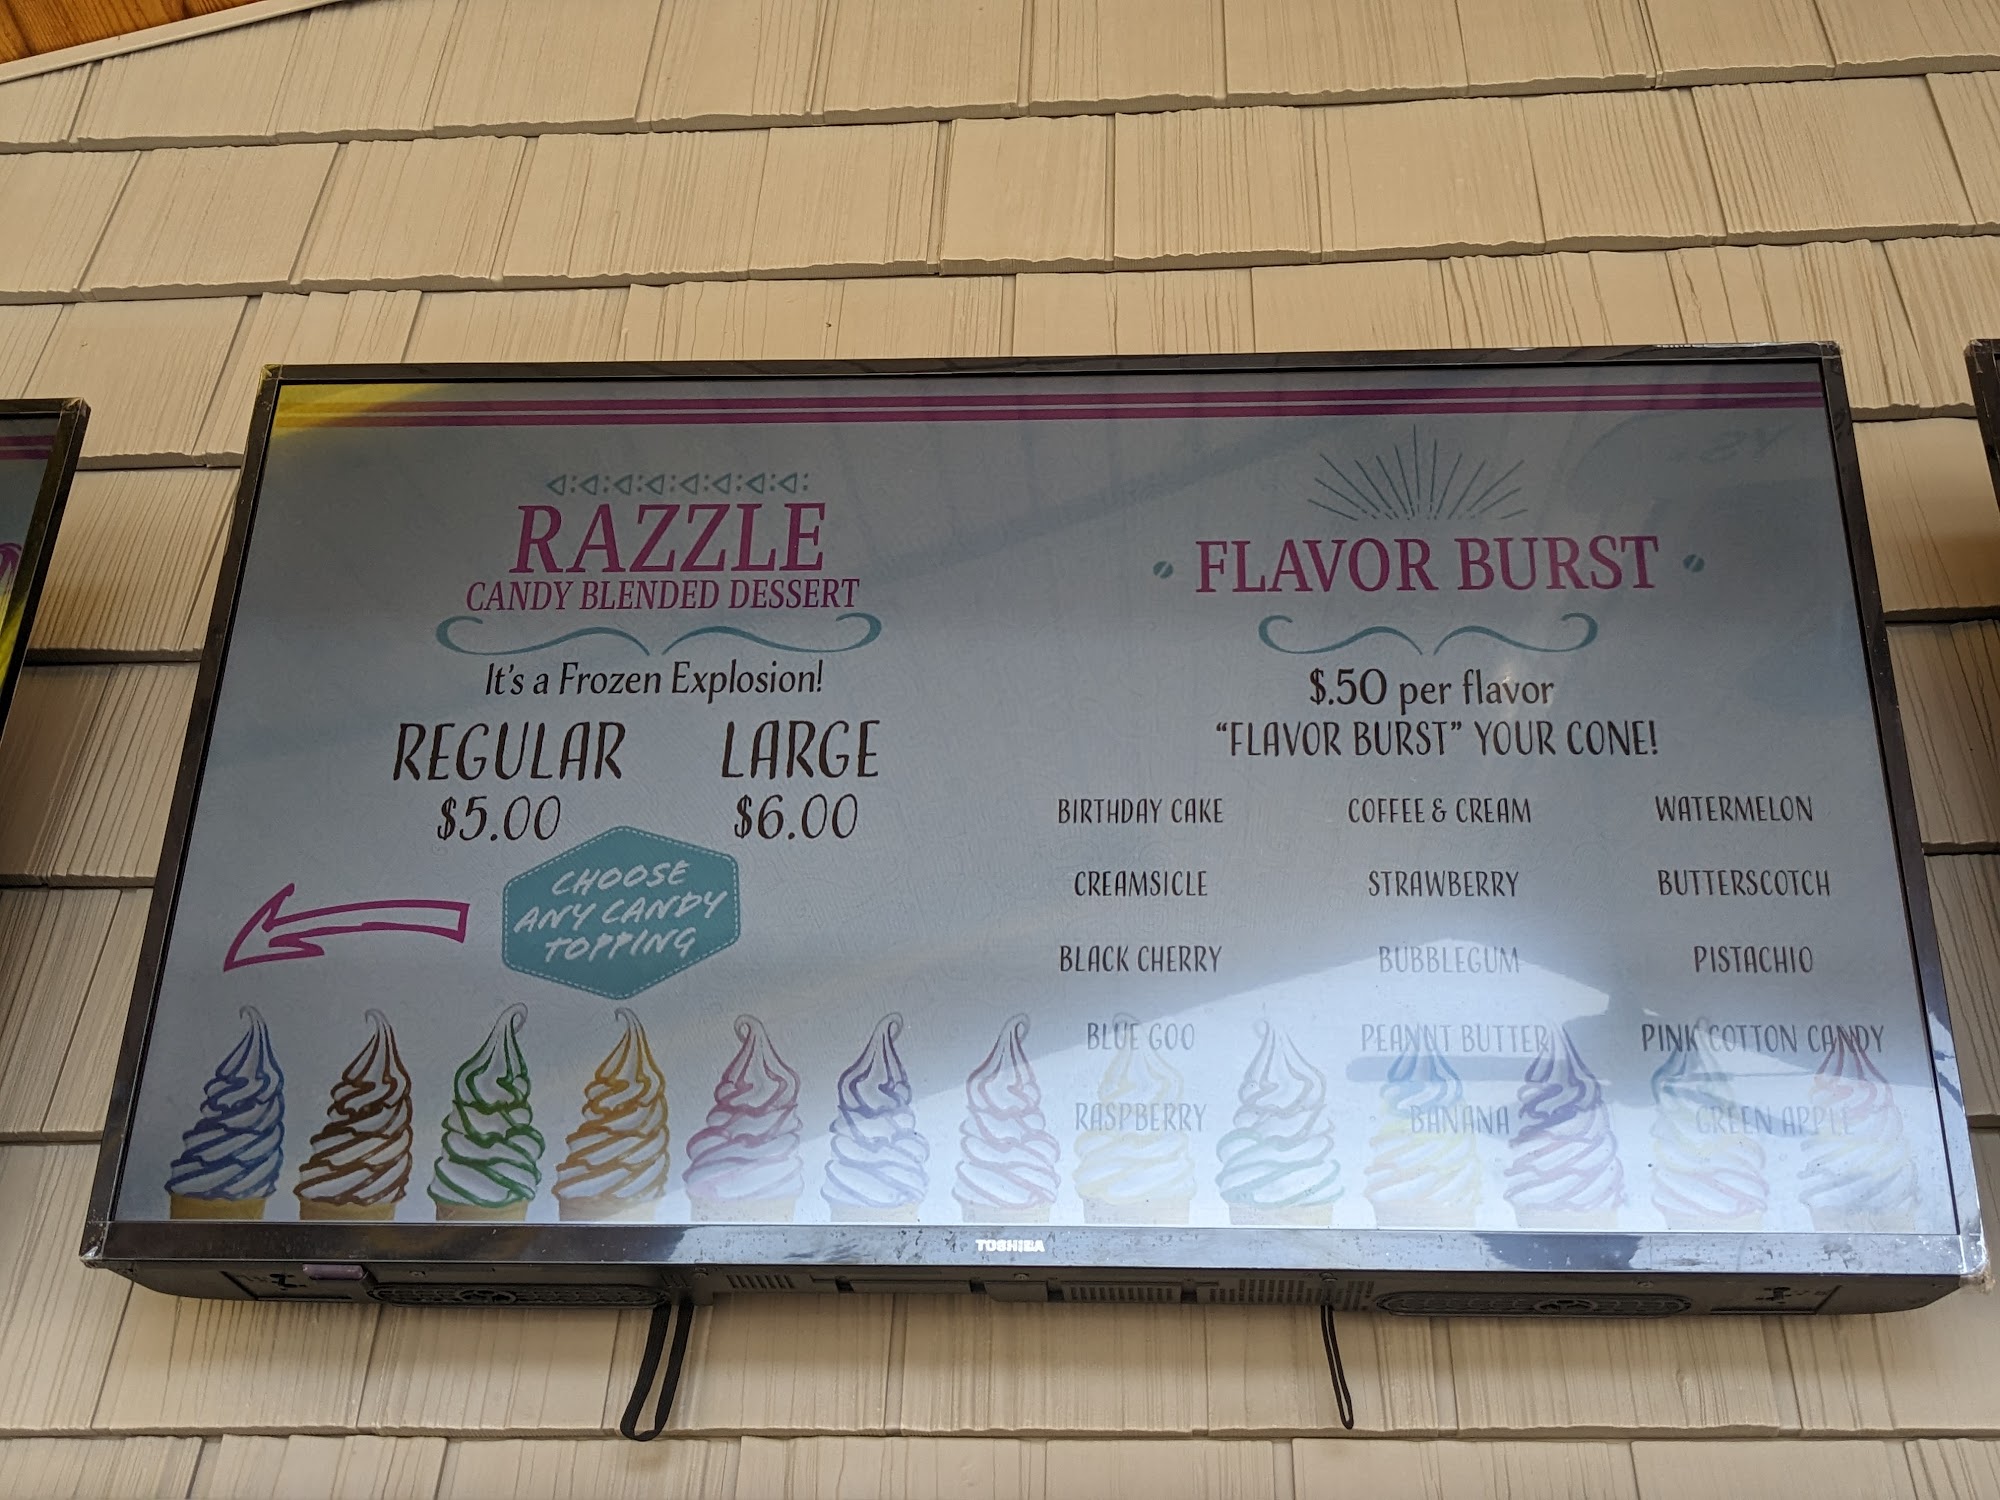 RAZZLE
CANDY BLENDED DESSERT
It's a Frozen Explosion!
REGULAR LARGE
$5.00 $6.00
CHOOSE
ANY CANDY
TOPPING
FLAVOR BURST
$.50 per flavor
"FLAVOR BURST" YOUR CONE!
BIRTHDAY CAKE COFFEE & CREAM WATERMELON
CREAMSICLE STRAWBERRY BUTTERSCOTCH
BLACK CHERRY BUBBLEGUM PISTACHIO
BLUE GOO PEANUT BUTTER PINK COTTON CANDY
RASPBERRY BANANA GREEN APPLE
TOSHIBA